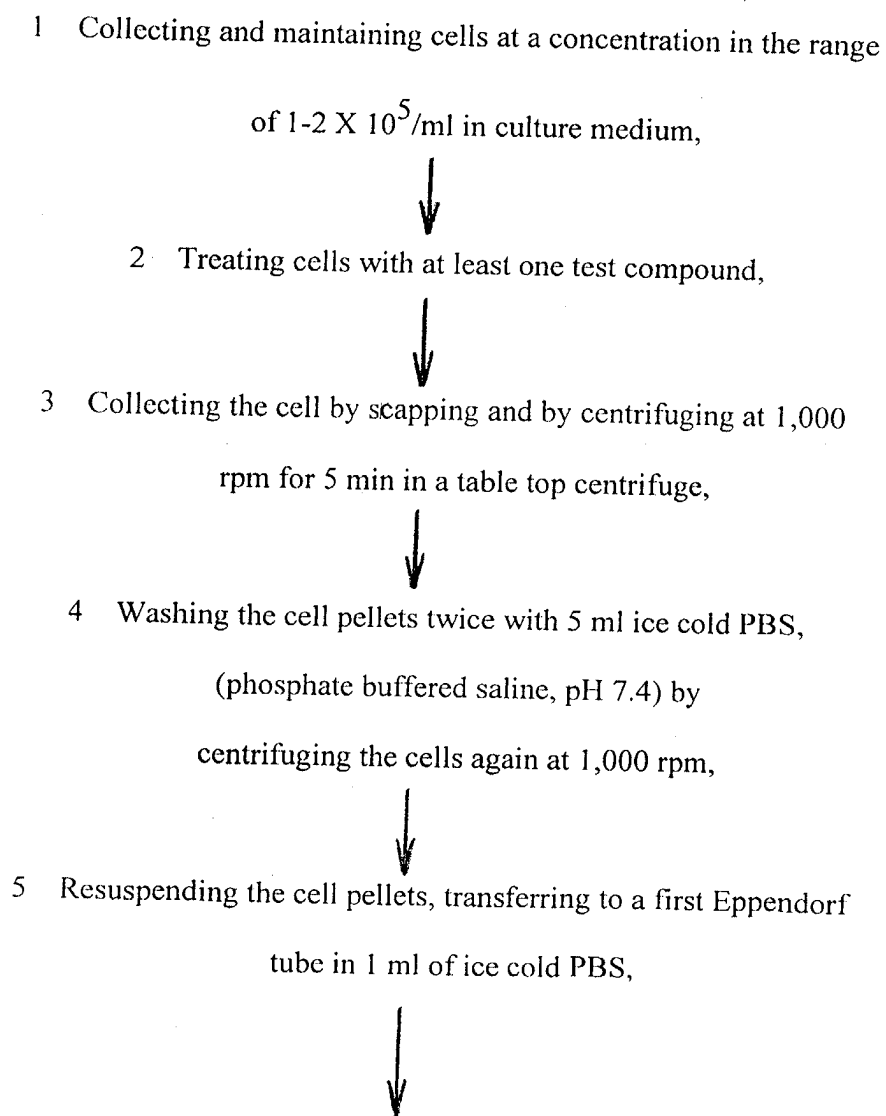 1 Collecting and maintaining cells at a concentration in the range
of 1-2 X 10⁵/ml in culture medium,
2 Treating cells with at least one test compound,
3 Collecting the cell by scapping and by centrifuging at 1,000
rpm for 5 min in a table top centrifuge,
4 Washing the cell pellets twice with 5 ml ice cold PBS,
(phosphate buffered saline, pH 7.4) by
centrifuging the cells again at 1,000 rpm,
5 Resuspending the cell pellets, transferring to a first Eppendorf
tube in 1 ml of ice cold PBS,